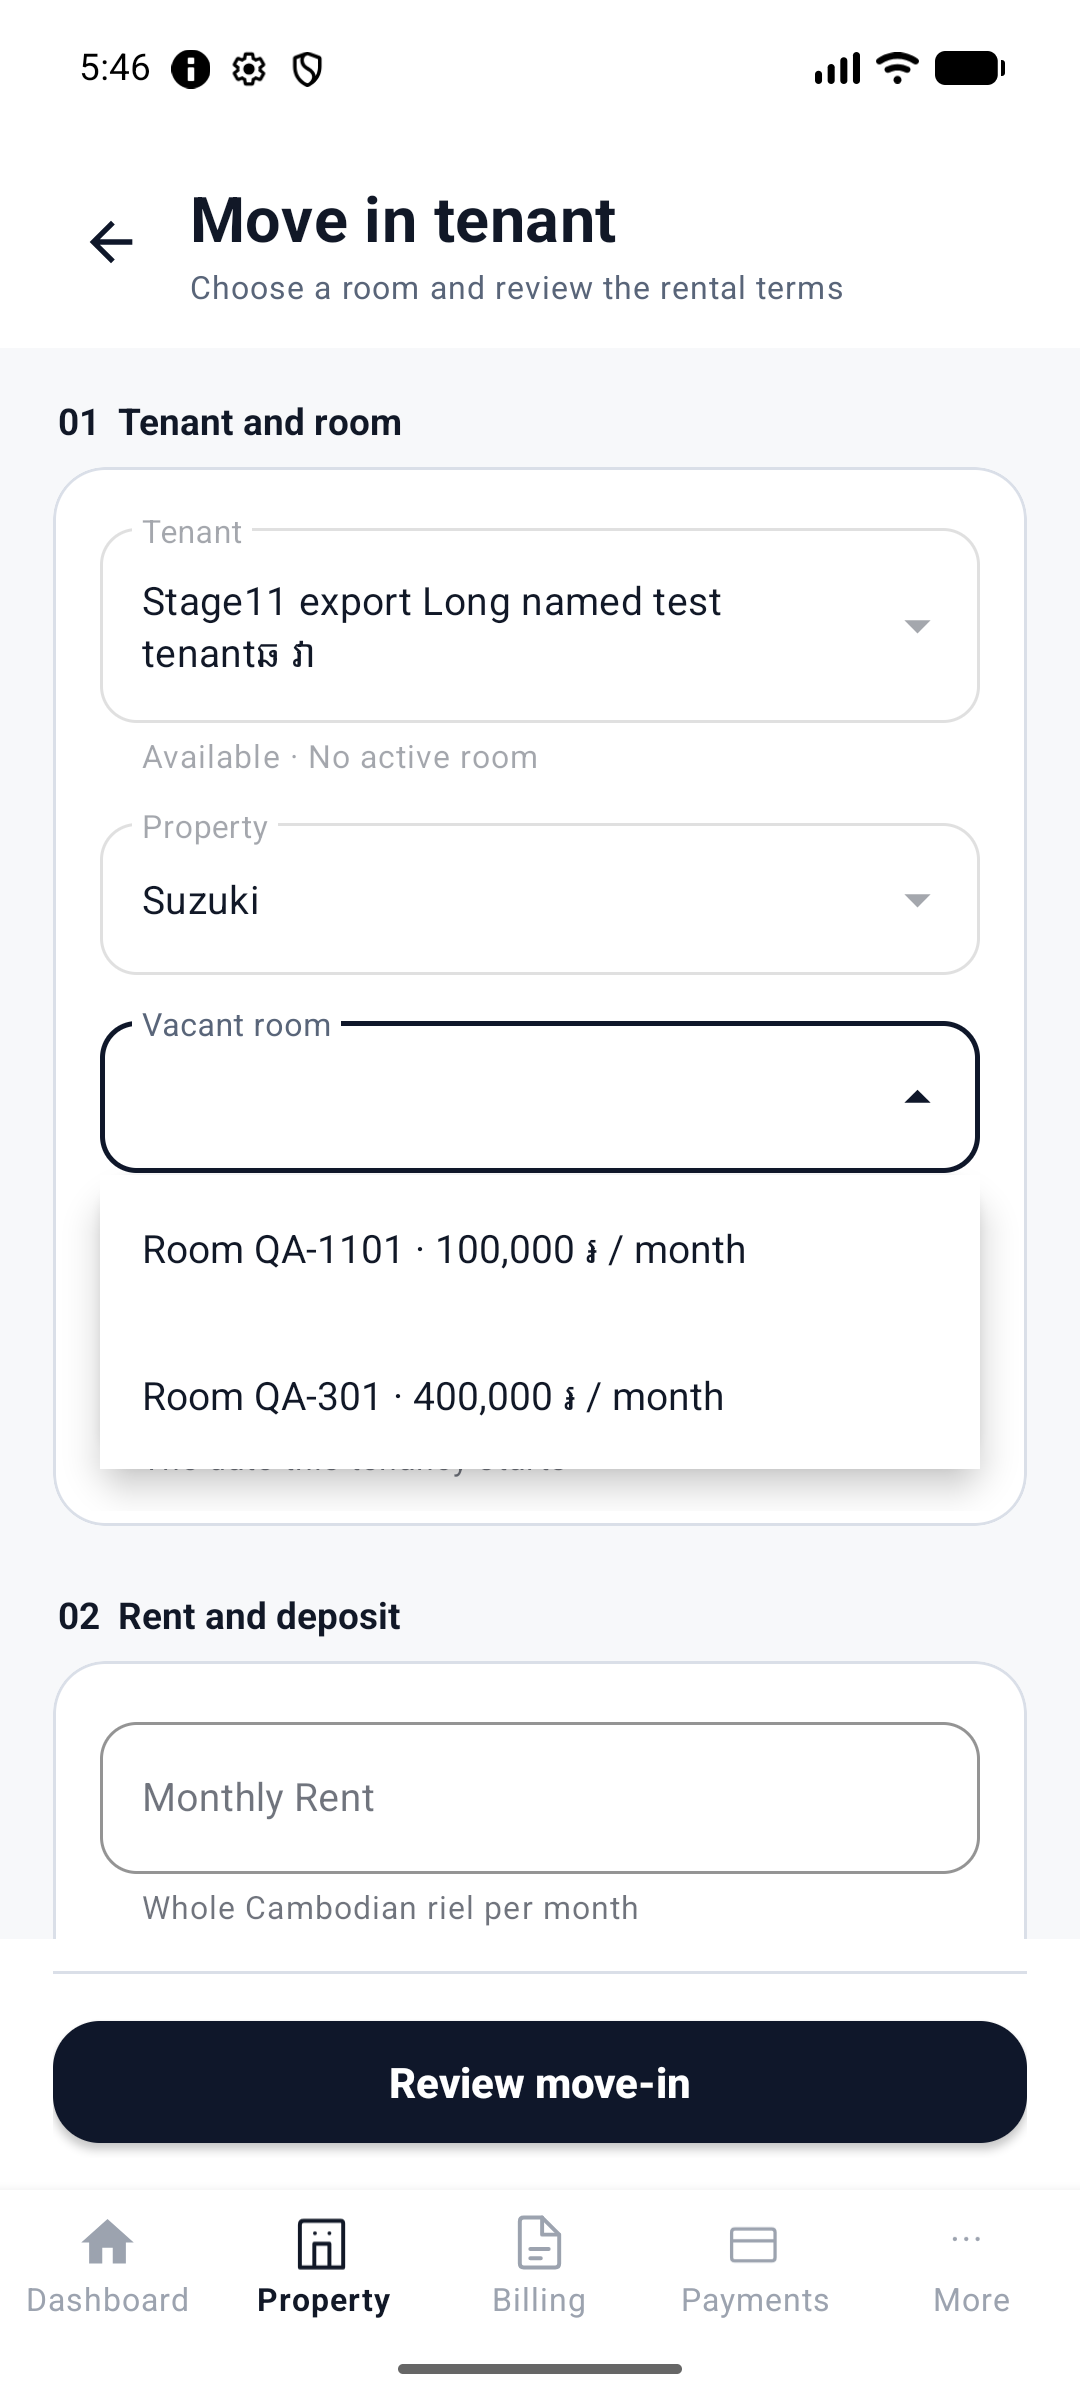 5:46
Move in tenant
Choose a room and review the rental terms
01 Tenant and room
Tenant
Stage11 export Long named test
tenantឆ វា
Available · No active room
Property
Suzuki
Vacant room
Room QA-1101 · 100,000 ៛ / month
Room QA-301 · 400,000 ៛ / month
02 Rent and deposit
Monthly Rent
Whole Cambodian riel per month
Review move-in
Dashboard
Property
Billing
Payments
More